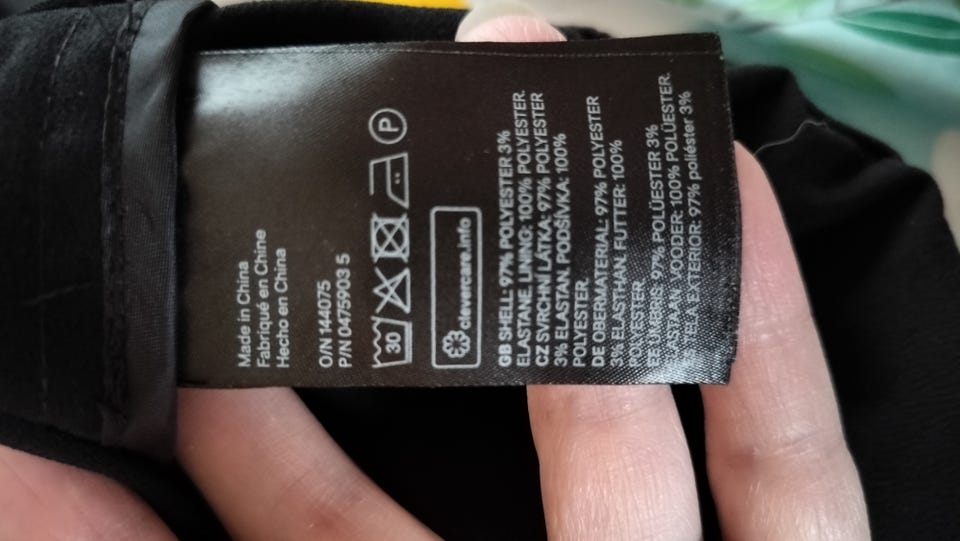 Made in China
Fabriqué en Chine
Hecho en China
O/N 144075
P/N 0475903 5
30
P
clevercare.info
GB SHELL: 97% POLYESTER 3%
ELASTANE. LINING: 100% POLYESTER.
CZ SVRCHNÍ LÁTKA: 97% POLYESTER
3% ELASTAN. PODŠÍVKA: 100%
POLYESTER.
DE OBERMATERIAL: 97% POLYESTER
3% ELASTHAN. FUTTER: 100%
POLYESTER.
EE ÜMBRIS: 97% POLÜESTER 3%
ELASTAAN. VOODER: 100% POLÜESTER.
ES TELA EXTERIOR: 97% poliéster 3%